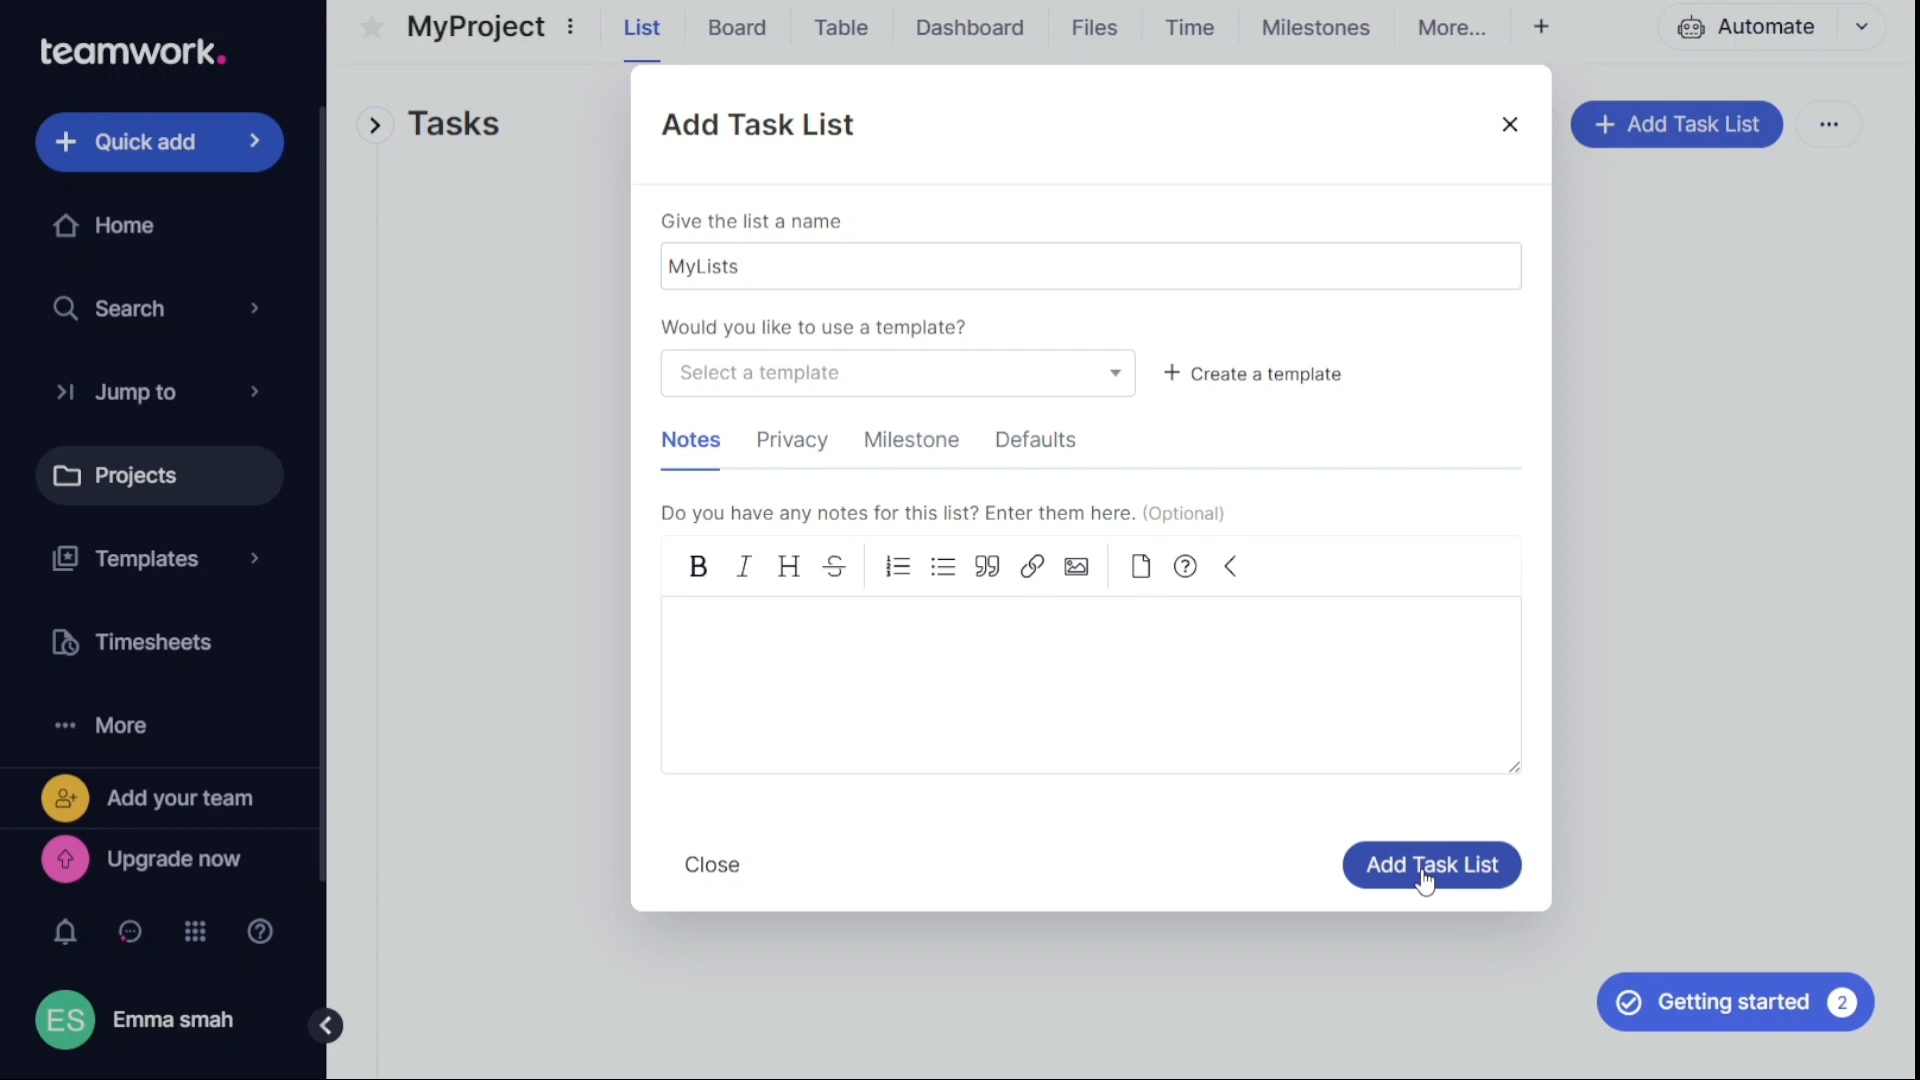 teamwork.
Quick add
Home
Search
Jump to
Projects
Templates
Timesheets
More
Add your team
Upgrade now
ES Emma smah
MyProject List Board Table Dashboard Files Time Milestones More... + Automate
Tasks
+ Add Task List
Add Task List
Give the list a name
MyLists
Would you like to use a template?
Select a template + Create a template
Notes Privacy Milestone Defaults
Do you have any notes for this list? Enter them here. (Optional)
B I H S
Close Add Task List
Getting started 2